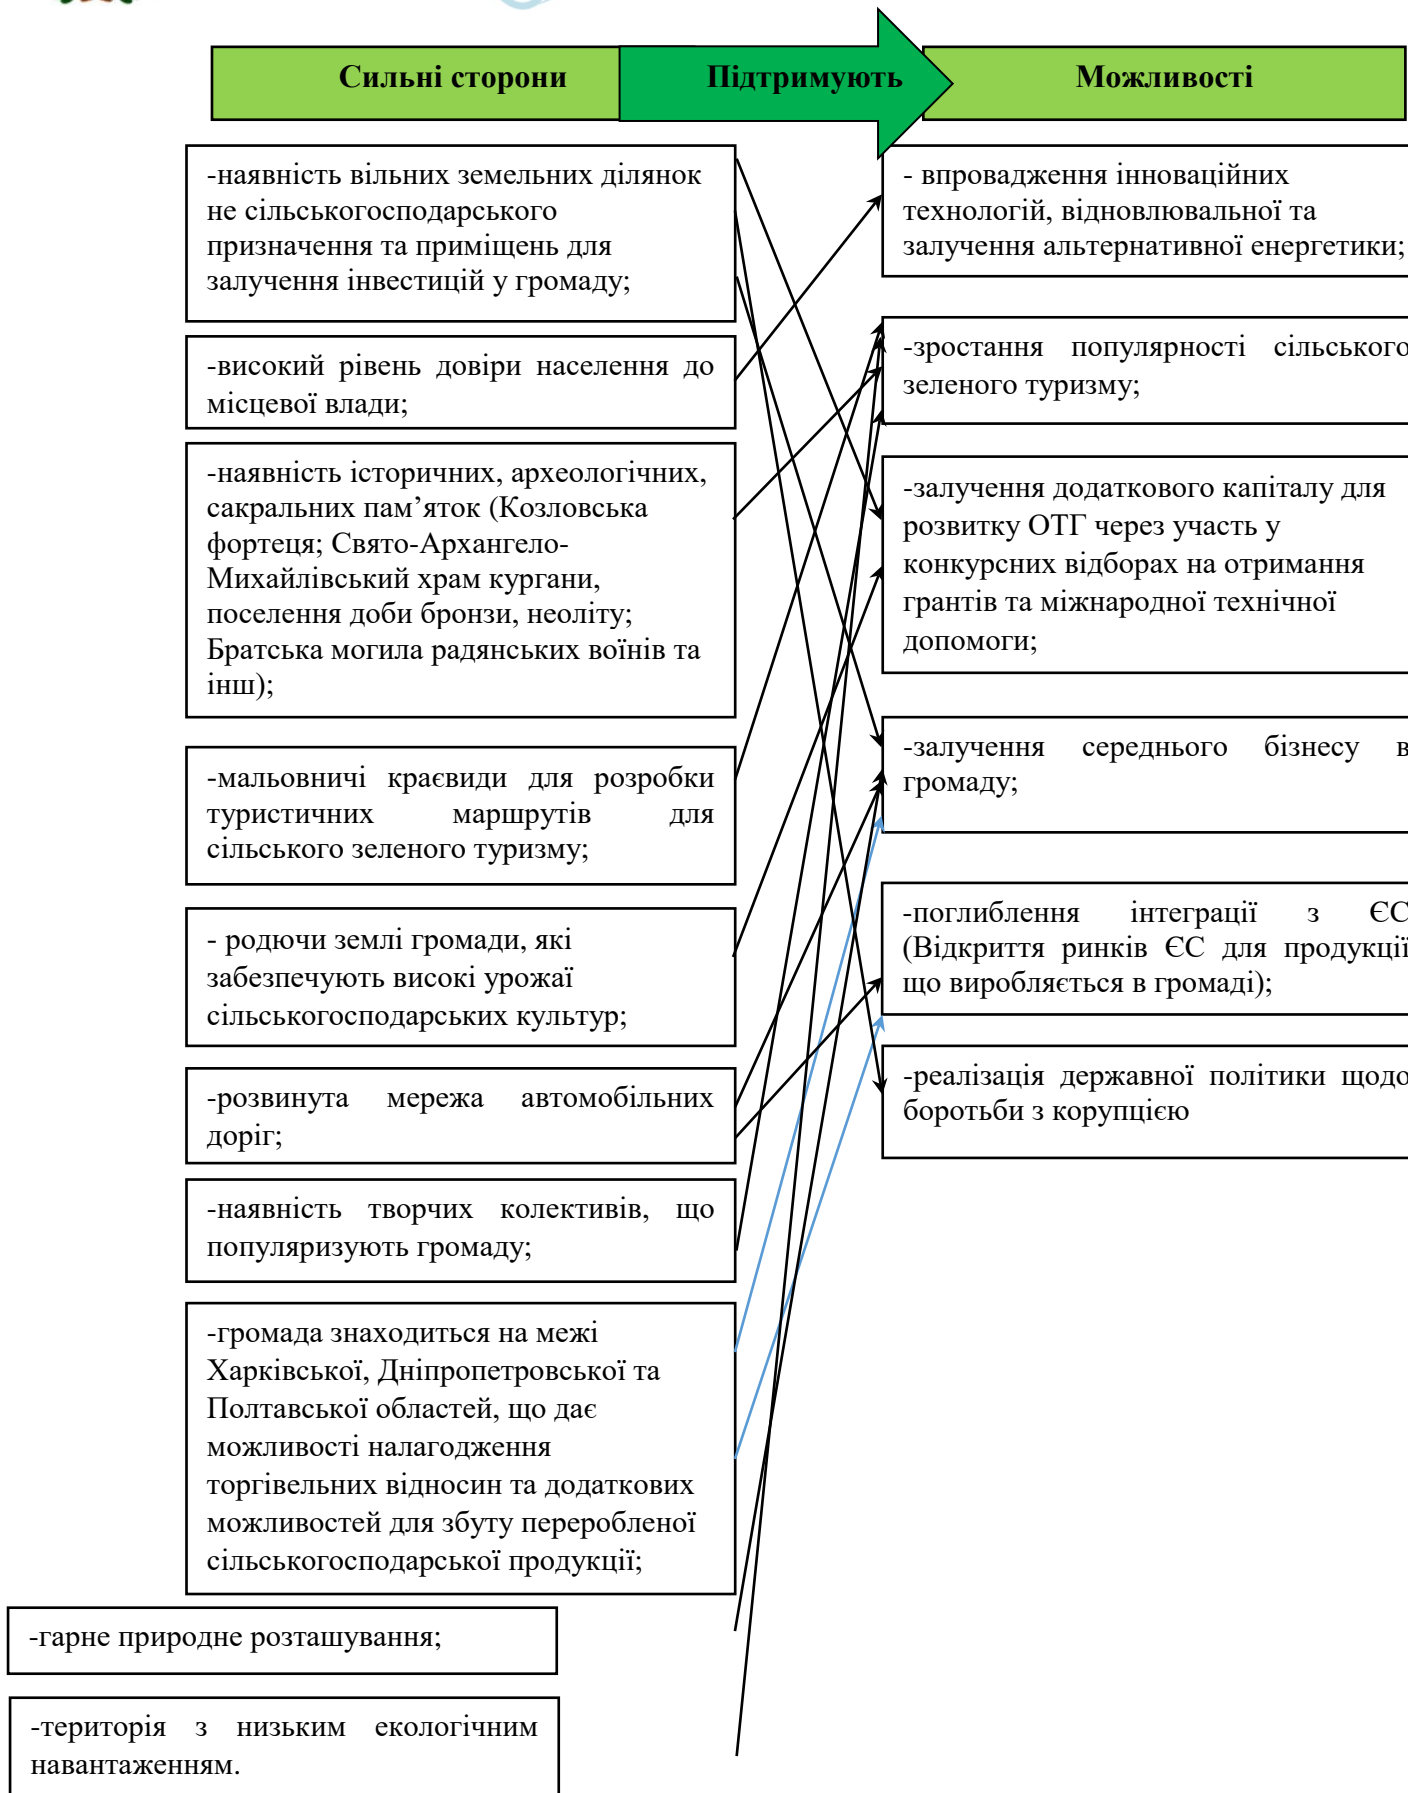 Сильні сторони
Підтримують
Можливості
-наявність вільних земельних ділянок
не сільськогосподарського
призначення та приміщень для
залучення інвестицій у громаду;
-високий рівень довіри населення до
місцевої влади;
-наявність історичних, археологічних,
сакральних пам’яток (Козловська
фортеця; Свято-Архангело-
Михайлівський храм кургани,
поселення доби бронзи, неоліту;
Братська могила радянських воїнів та
інш);
-мальовничі краєвиди для розробки
туристичних маршрутів для
сільського зеленого туризму;
- родючи землі громади, які
забезпечують високі урожаї
сільськогосподарських культур;
-розвинута мережа автомобільних
доріг;
-наявність творчих колективів, що
популяризують громаду;
-громада знаходиться на межі
Харківської, Дніпропетровської та
Полтавської областей, що дає
можливості налагодження
торгівельних відносин та додаткових
можливостей для збуту переробленої
сільськогосподарської продукції;
-гарне природне розташування;
-територія з низьким екологічним
навантаженням.
- впровадження інноваційних
технологій, відновлювальної та
залучення альтернативної енергетики;
-зростання популярності сільського
зеленого туризму;
-залучення додаткового капіталу для
розвитку ОТГ через участь у
конкурсних відборах на отримання
грантів та міжнародної технічної
допомоги;
-залучення середнього бізнесу в
громаду;
-поглиблення інтеграції з ЄС
(Відкриття ринків ЄС для продукції
що виробляється в громаді);
-реалізація державної політики щодо
боротьби з корупцією